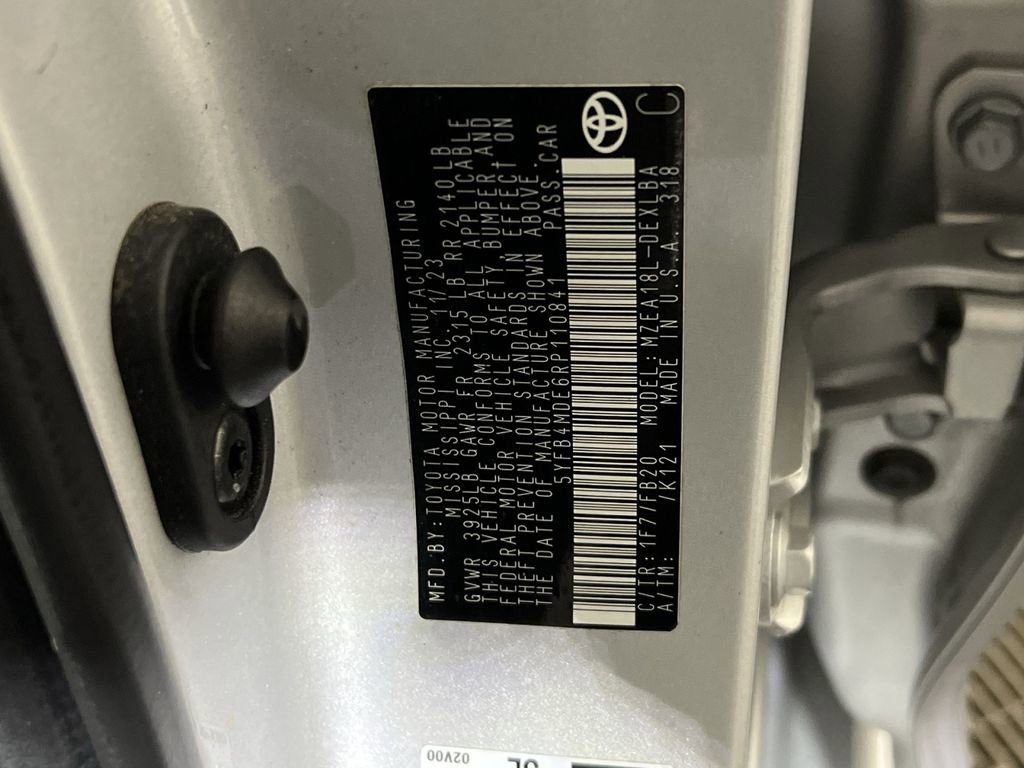 MFD.BY:TOYOTA MOTOR MANUFACTURING
MISSISSIPPI INC.11/23
GVWR 3925LB GAWR FR 2315 LB RR 2140LB
THIS VEHICLE CONFORMS TO ALL APPLICABLE
FEDERAL MOTOR VEHICLE SAFETY, BUMPER AND
THEFT PREVENTION STANDARDS IN EFFECT ON
THE DATE OF MANUFACTURE SHOWN ABOVE.
5YFB4MDE6RP110841 PASS.CAR
C/TR: 1F7/FB20 MODEL: MZEA18L-DEXLBA
A/TM: /K121 MADE IN U.S.A. 318 C
02V00